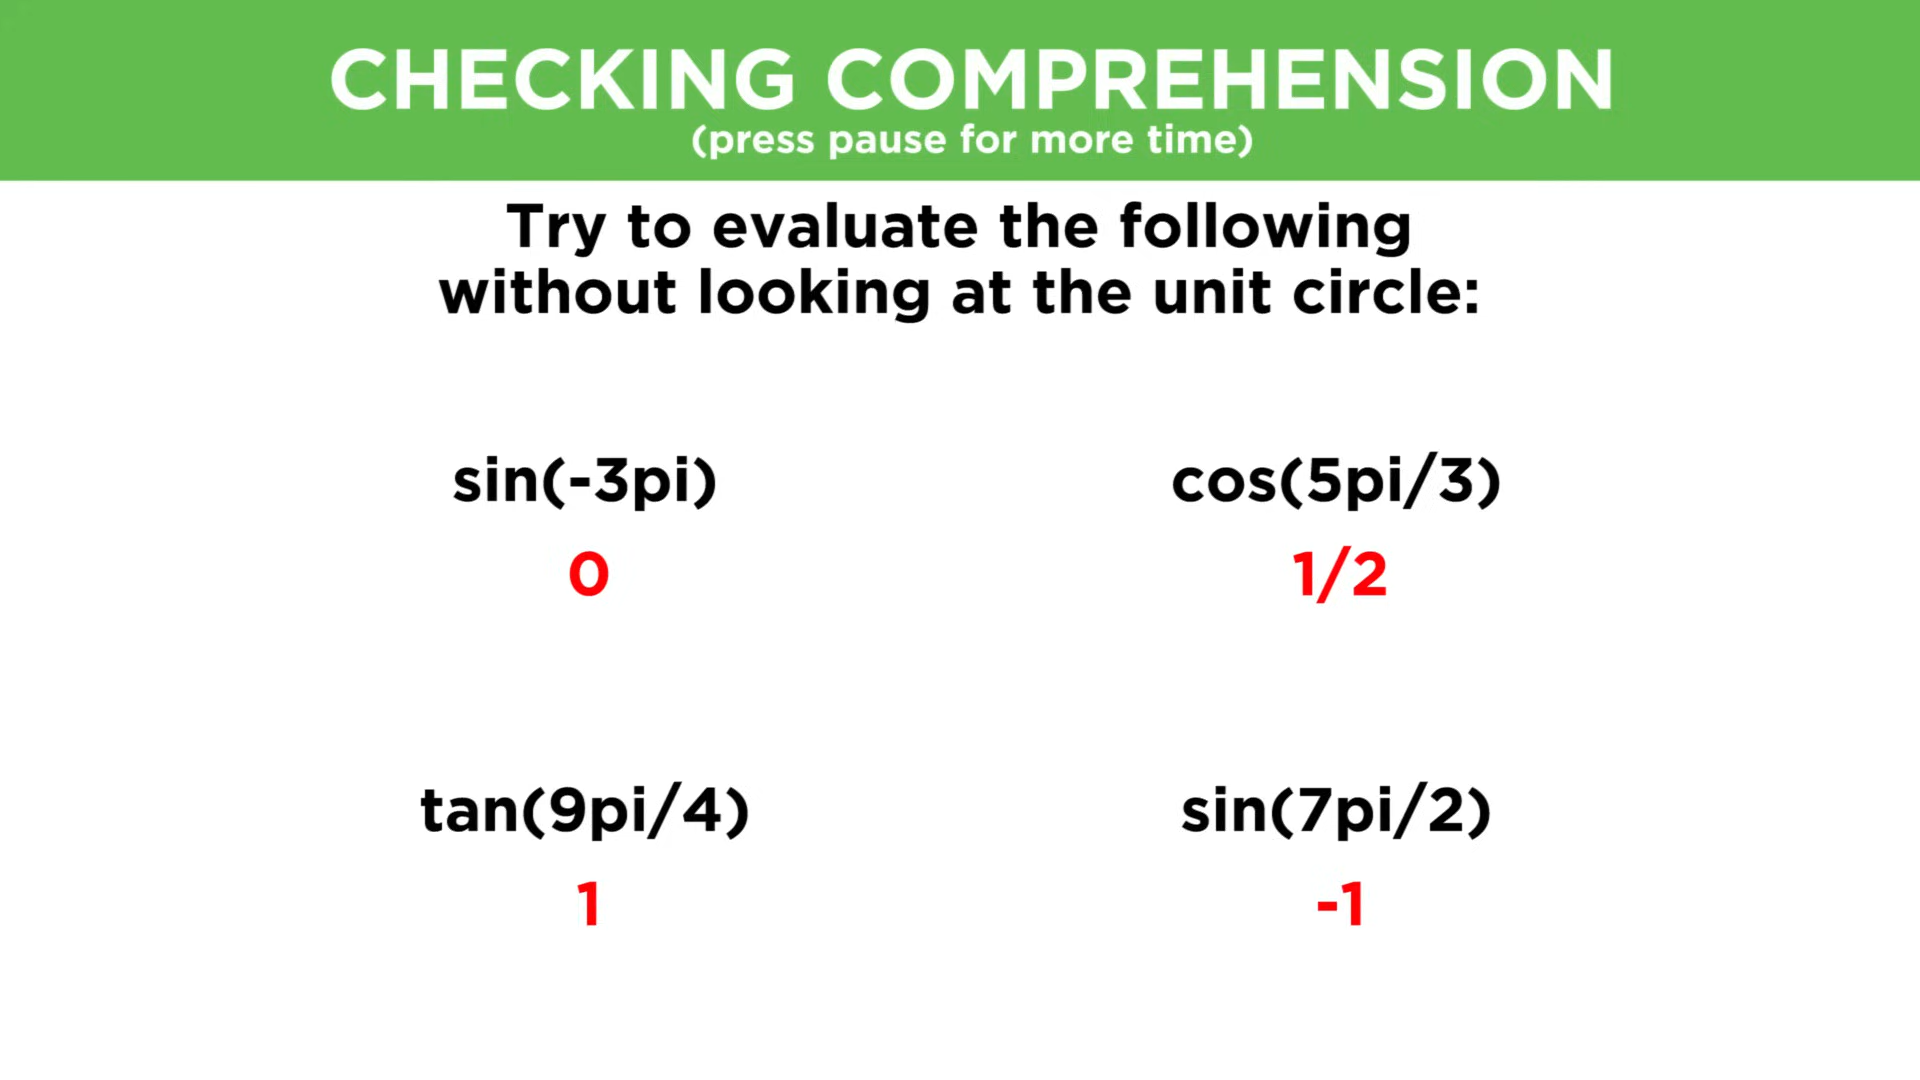 CHECKING COMPREHENSION
(press pause for more time)
Try to evaluate the following
without looking at the unit circle:
sin(-3pi)
0
cos(5pi/3)
1/2
tan(9pi/4)
1
sin(7pi/2)
-1